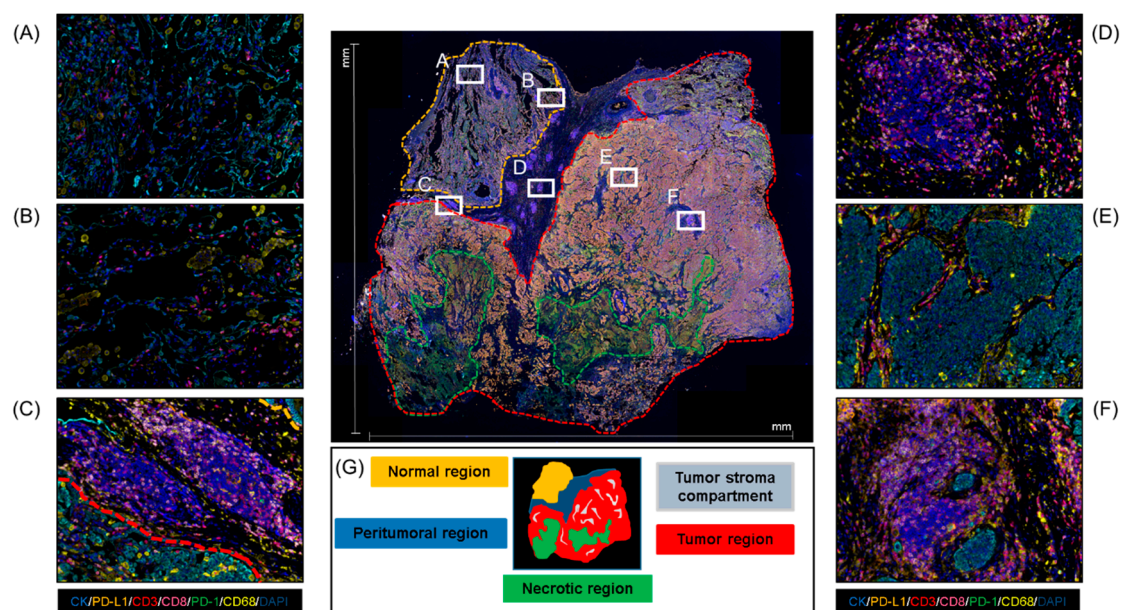 (A)
(B)
(C)
CK/PD-L1/CD3/CD8/PD-1/CD68/DAPI
mm
A
B
C
D
E
F
mm
(G)
Normal region
Peritumoral region
Necrotic region
Tumor stroma
compartment
Tumor region
(D)
(E)
(F)
CK/PD-L1/CD3/CD8/PD-1/CD68/DAPI